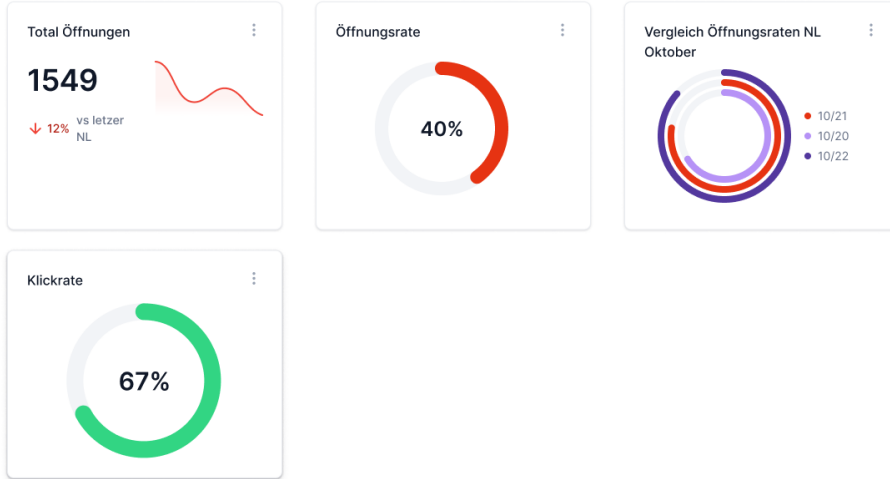 Total Öffnungen
1549
12%
vs letzer
NL
Öffnungsrate
40%
Vergleich Öffnungsraten NL
Oktober
10/21
10/20
10/22
Klickrate
67%